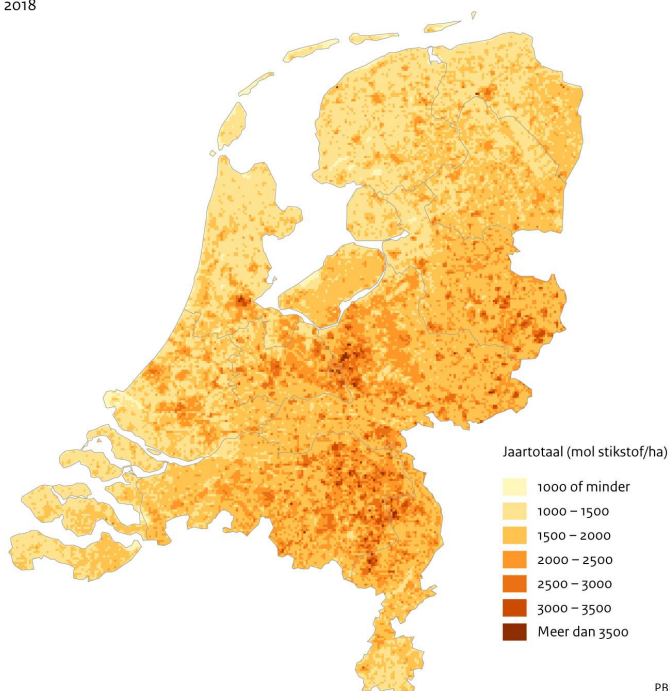 2018
Jaartotaal (mol stikstof/ha)
1000 of minder
1000 – 1500
1500 – 2000
2000 – 2500
2500 – 3000
3000 – 3500
Meer dan 3500
PB